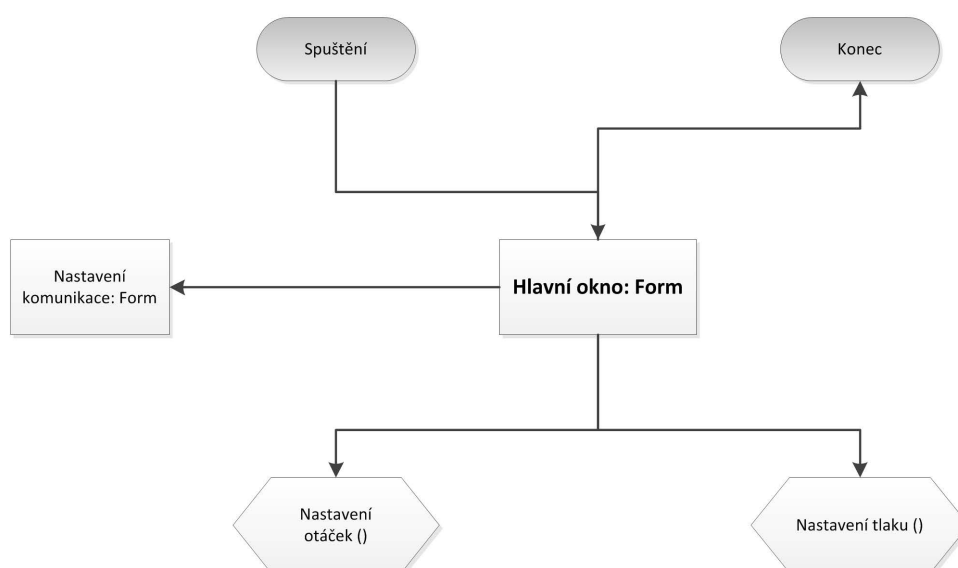 Spuštění
Konec
Nastavení
komunikace: Form
Hlavní okno: Form
Nastavení
otáček ()
Nastavení tlaku ()